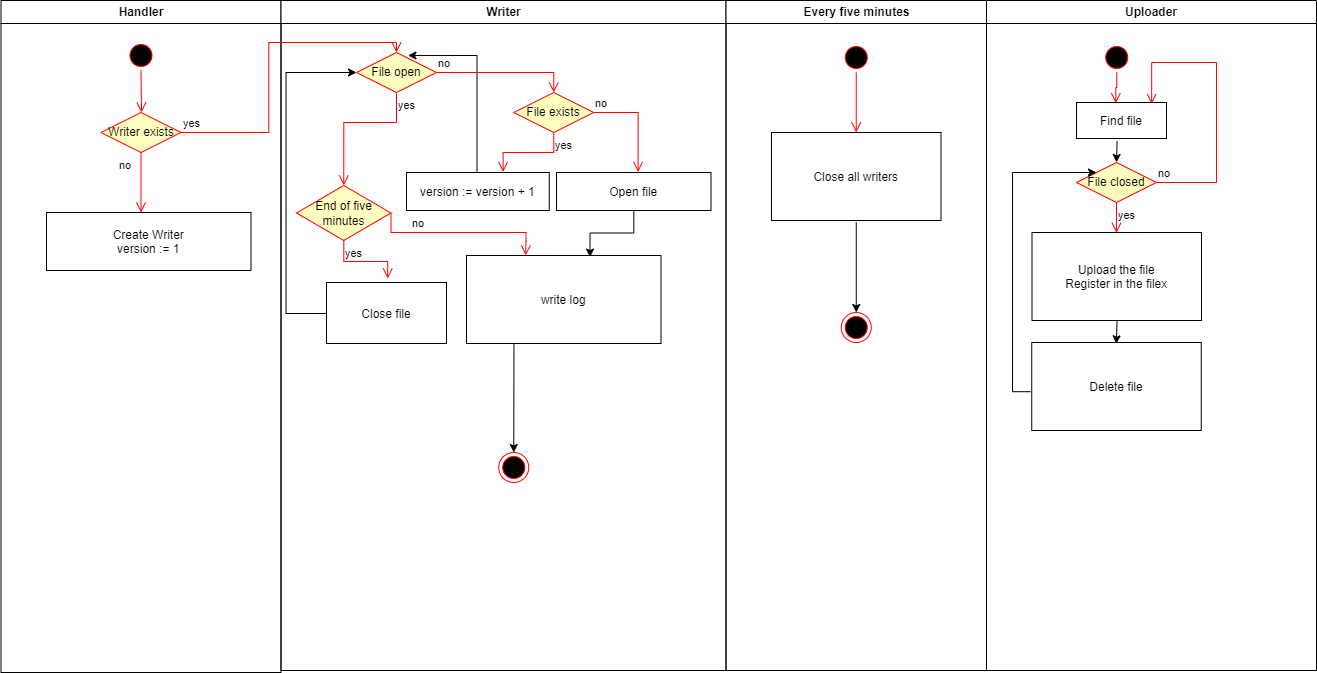 Handler
Writer
Every five minutes
Uploader
Writer exists
yes
no
Create Writer
version := 1
File open
no
yes
File exists
no
yes
version := version + 1
Open file
End of five
minutes
no
yes
Close file
write log
Close all writers
Find file
File closed
no
yes
Upload the file
Register in the filex
Delete file